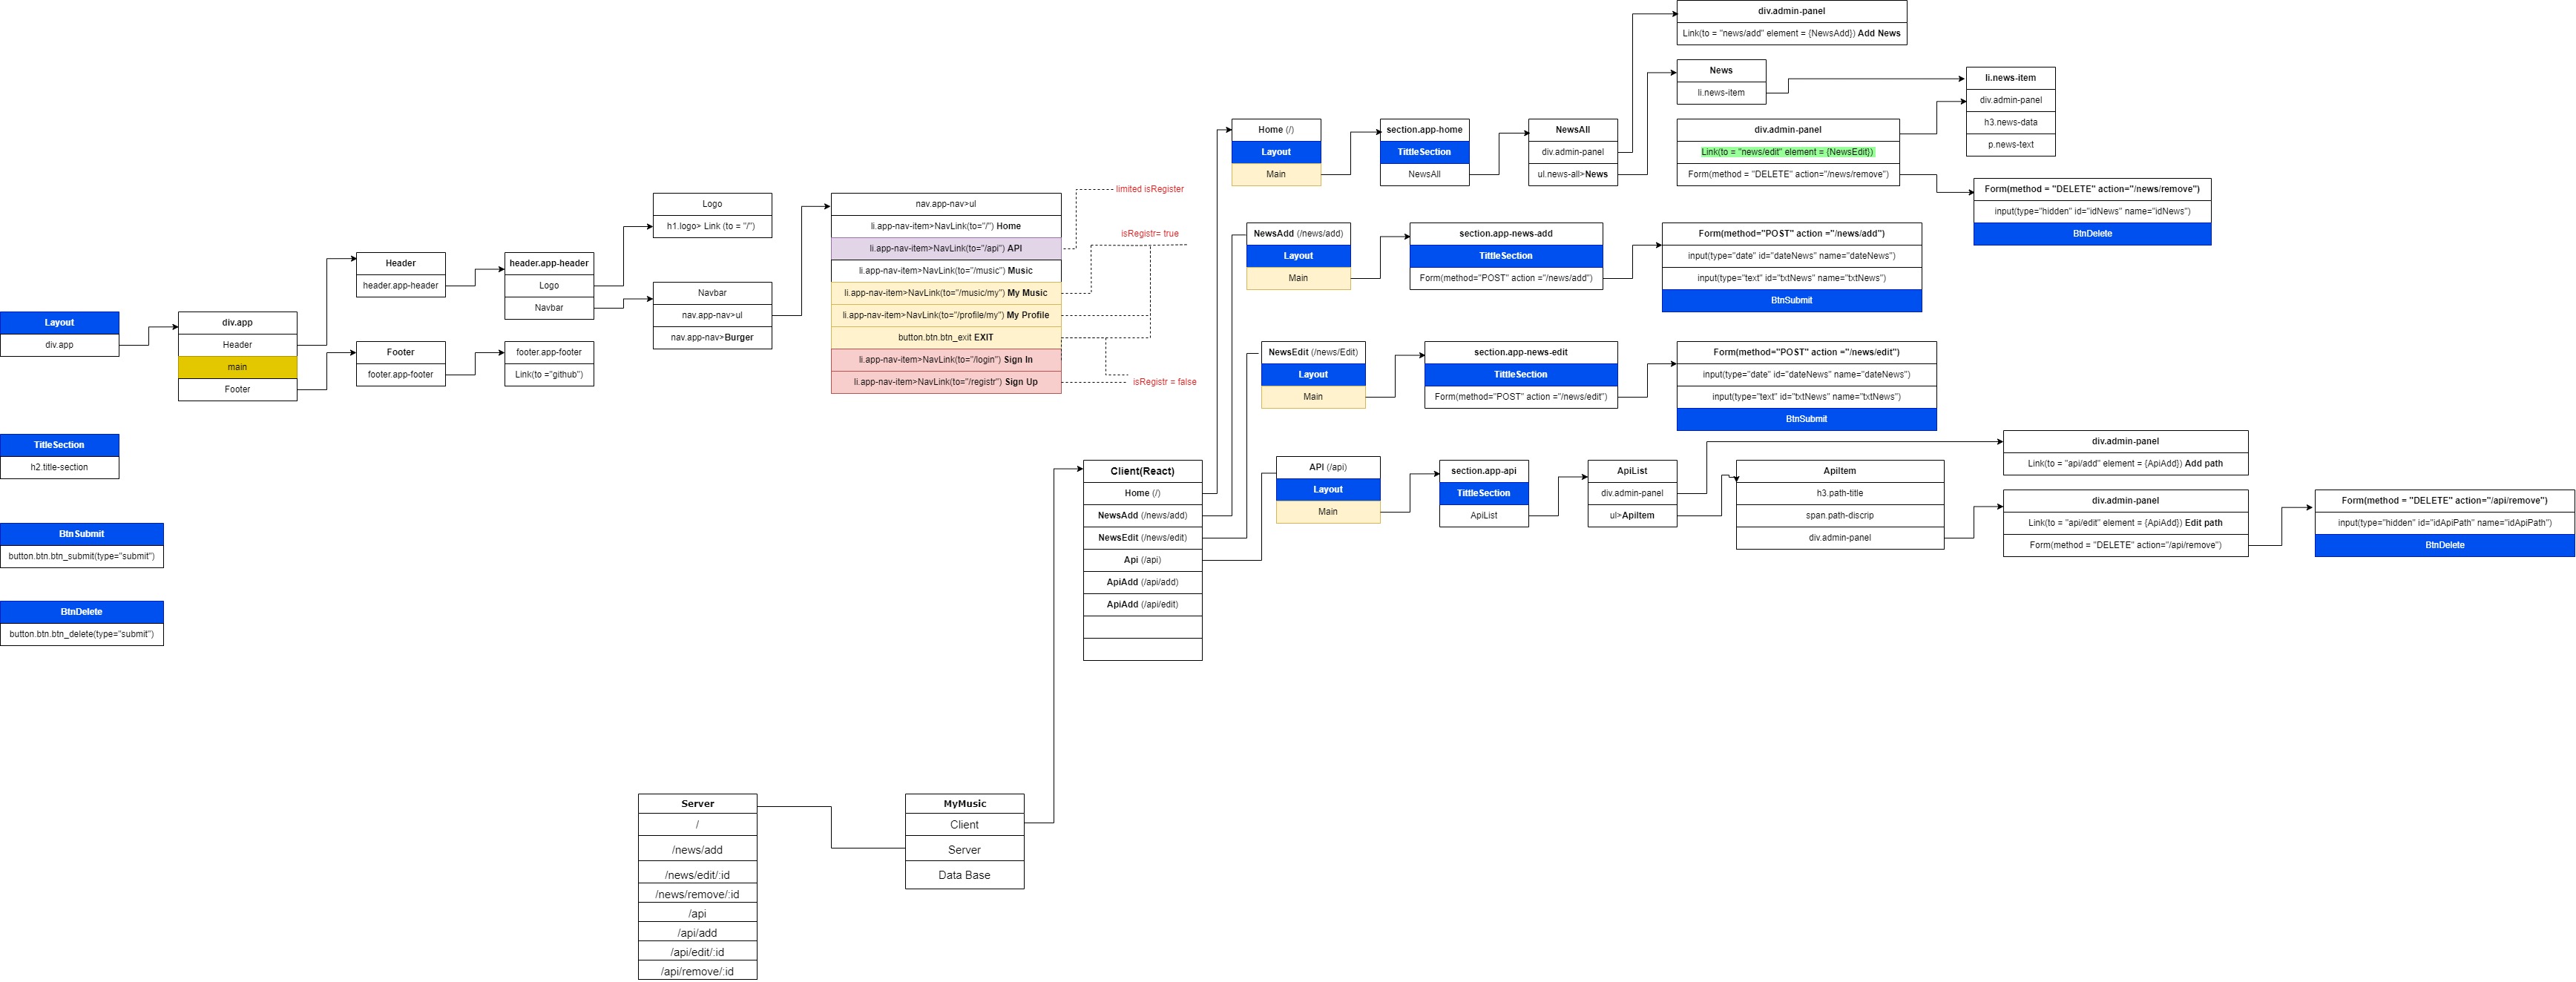 Layout
div.app
TitleSection
h2.title-section
BtnSubmit
button.btn.btn_submit(type="submit")
BtnDelete
button.btn.btn_delete(type="submit")
div.app
Header
main
Footer
Header
header.app-header
Footer
footer.app-footer
header.app-header
Logo
Navbar
footer.app-footer
Link(to ="github")
Logo
h1.logo> Link (to = "/")
Navbar
nav.app-nav>ul
nav.app-nav>Burger
nav.app-nav>ul
li.app-nav-item>NavLink(to="/") Home
li.app-nav-item>NavLink(to="/api") API
li.app-nav-item>NavLink(to="/music") Music
li.app-nav-item>NavLink(to="/music/my") My Music
li.app-nav-item>NavLink(to="/profile/my") My Profile
button.btn.btn_exit EXIT
li.app-nav-item>NavLink(to="/login") Sign In
li.app-nav-item>NavLink(to="/registr") Sign Up
limited isRegister
isRegistr= true
isRegistr = false
Server
/
/news/add
/news/edit/:id
/news/remove/:id
/api
/api/add
/api/edit/:id
/api/remove/:id
MyMusic
Client
Server
Data Base
Client(React)
Home (/)
NewsAdd (/news/add)
NewsEdit (/news/edit)
Api (/api)
ApiAdd (/api/add)
ApiAdd (/api/edit)
Home (/)
Layout
Main
section.app-home
TittleSection
NewsAll
NewsAll
div.admin-panel
ul.news-all>News
div.admin-panel
Link(to = "news/add" element = {NewsAdd}) Add News
News
li.news-item
li.news-item
div.admin-panel
h3.news-data
p.news-text
div.admin-panel
Link(to = "news/edit" element = {NewsEdit})
Form(method = "DELETE" action="/news/remove")
Form(method = "DELETE" action="/news/remove")
input(type="hidden" id="idNews" name="idNews")
BtnDelete
NewsAdd (/news/add)
Layout
Main
section.app-news-add
TittleSection
Form(method="POST" action ="/news/add")
Form(method="POST" action ="/news/add")
input(type="date" id="dateNews" name="dateNews")
input(type="text" id="txtNews" name="txtNews")
BtnSubmit
NewsEdit (/news/Edit)
Layout
Main
section.app-news-edit
TittleSection
Form(method="POST" action ="/news/edit")
Form(method="POST" action ="/news/edit")
input(type="date" id="dateNews" name="dateNews")
input(type="text" id="txtNews" name="txtNews")
BtnSubmit
API (/api)
Layout
Main
section.app-api
TittleSection
ApiList
ApiList
div.admin-panel
ul>ApiItem
ApiItem
h3.path-title
span.path-discrip
div.admin-panel
div.admin-panel
Link(to = "api/add" element = {ApiAdd}) Add path
div.admin-panel
Link(to = "api/edit" element = {ApiAdd}) Edit path
Form(method = "DELETE" action="/api/remove")
Form(method = "DELETE" action="/api/remove")
input(type="hidden" id="idApiPath" name="idApiPath")
BtnDelete